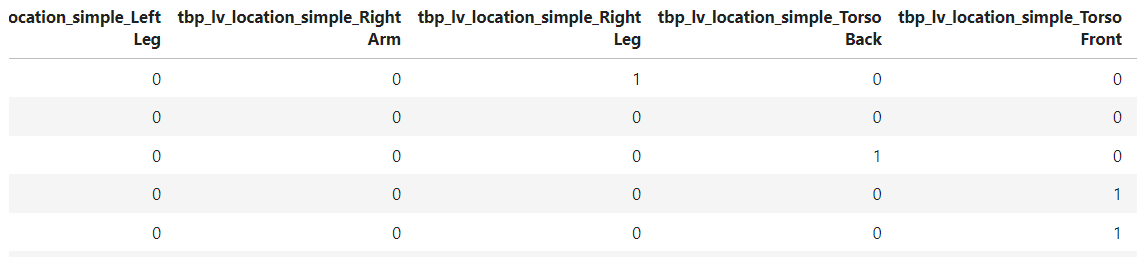 ocation_simple_Left tbp_lv_location_simple_Right tbp_lv_location_simple_Right tbp_lv_location_simple_Torso tbp_lv_location_simple_Torso
Leg Arm Leg Back Front
0 0 1 0 0
0 0 0 0 0
0 0 0 1 0
0 0 0 0 1
0 0 0 0 1